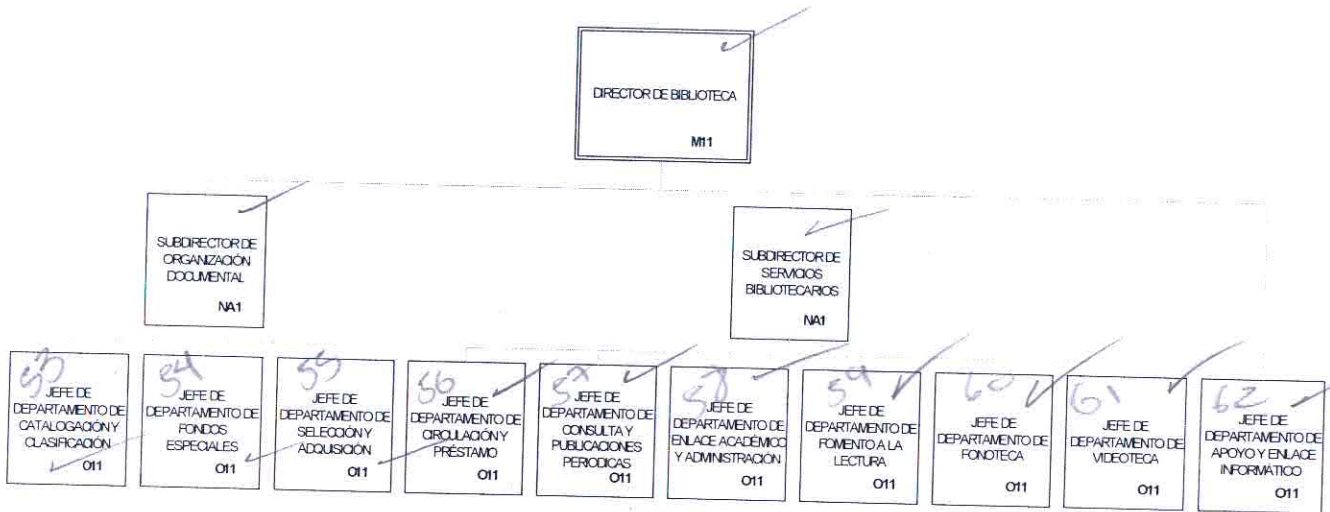 DIRECTOR DE BIBLIOTECA
M11
SUBDIRECTOR DE
ORGANIZACIÓN
DOCUMENTAL
NA1
SUBDIRECTOR DE
SERVICIOS
BIBLIOTECARIOS
NA1
53
JEFE DE
DEPARTAMENTO DE
CATALOGACIÓN Y
CLASIFICACIÓN
O11
54
JEFE DE
DEPARTAMENTO DE
FONDOS
ESPECIALES
O11
55
JEFE DE
DEPARTAMENTO DE
SELECCIÓN Y
ADQUISICIÓN
O11
56
JEFE DE
DEPARTAMENTO DE
CIRCULACIÓN Y
PRÉSTAMO
O11
57
JEFE DE
DEPARTAMENTO DE
CONSULTA Y
PUBLICACIONES
PERIODICAS
O11
58
JEFE DE
DEPARTAMENTO DE
ENLACE ACADÉMICO
Y ADMINISTRACIÓN
O11
59
JEFE DE
DEPARTAMENTO DE
FOMENTO A LA
LECTURA
O11
60
JEFE DE
DEPARTAMENTO DE
FONOTECA
O11
61
JEFE DE
DEPARTAMENTO DE
VIDEOTECA
O11
62
JEFE DE
DEPARTAMENTO DE
APOYO Y ENLACE
INFORMÁTICO
O11